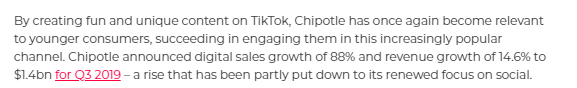 By creating fun and unique content on TikTok, Chipotle has once again become relevant
to younger consumers, succeeding in engaging them in this increasingly popular
channel. Chipotle announced digital sales growth of 88% and revenue growth of 14.6% to
$1.4bn for Q3 2019 – a rise that has been partly put down to its renewed focus on social.